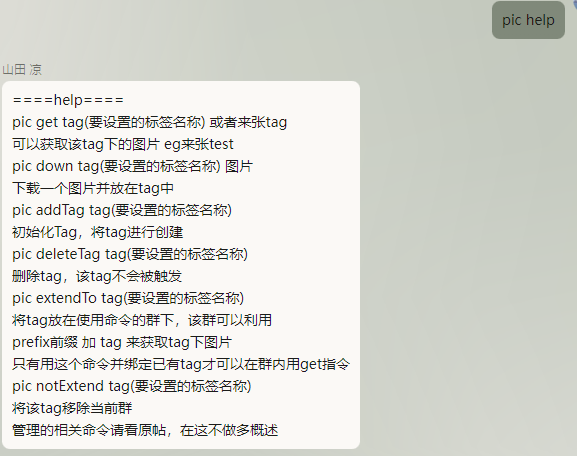 pic help
山田 凉
====help====
pic get tag(要设置的标签名称) 或者来张tag
可以获取该tag下的图片 eg来张test
pic down tag(要设置的标签名称) 图片
下载一个图片并放在tag中
pic addTag tag(要设置的标签名称)
初始化Tag，将tag进行创建
pic deleteTag tag(要设置的标签名称)
删除tag，该tag不会被触发
pic extendTo tag(要设置的标签名称)
将tag放在使用命令的群下，该群可以利用
prefix前缀 加 tag 来获取tag下图片
只有用这个命令并绑定已有tag才可以在群内用get指令
pic notExtend tag(要设置的标签名称)
将该tag移除当前群
管理的相关命令请看原帖，在这不做多概述